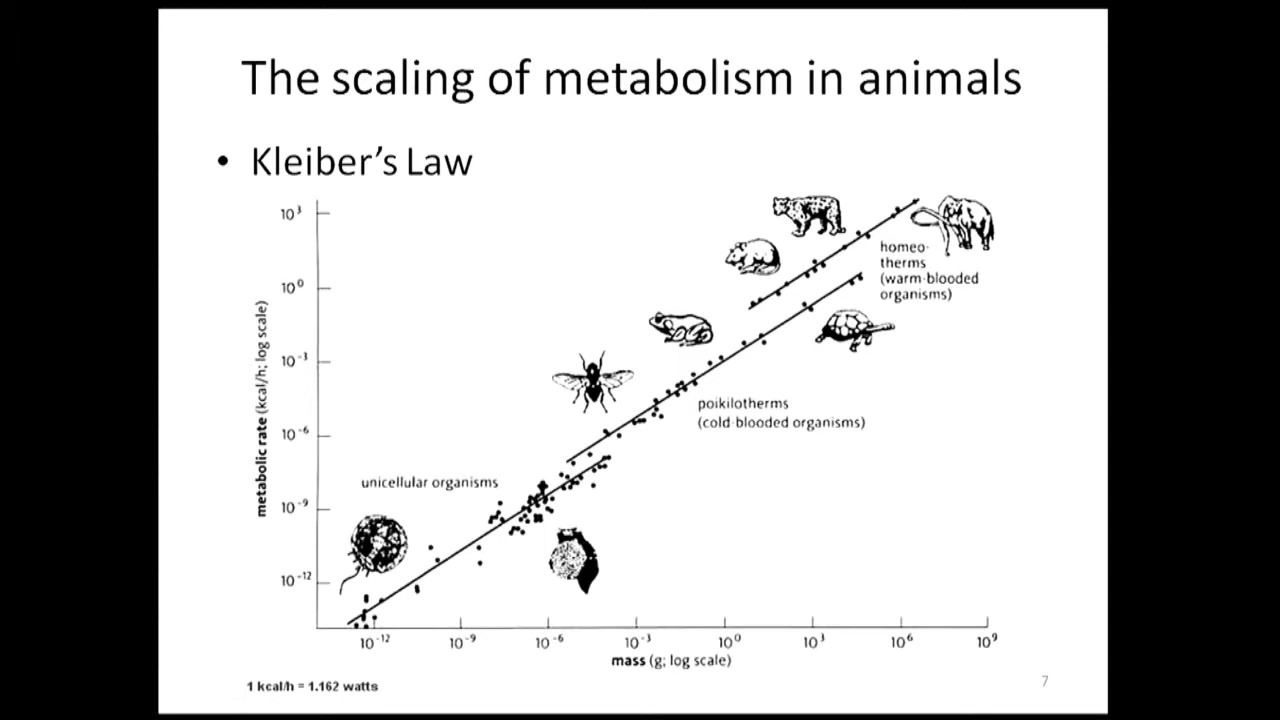 The scaling of metabolism in animals
• Kleiber's Law
10³
10⁰
10⁻³
10⁻⁶
10⁻⁹
10⁻¹²
metabolic rate (kcal/h; log scale)
homeo-
therms
(warm-blooded
organisms)
poikilotherms
(cold-blooded organisms)
unicellular organisms
10⁻¹² 10⁻⁹ 10⁻⁶ 10⁻³ 10⁰ 10³ 10⁶ 10⁹
mass (g; log scale)
1 kcal/h = 1.162 watts
7